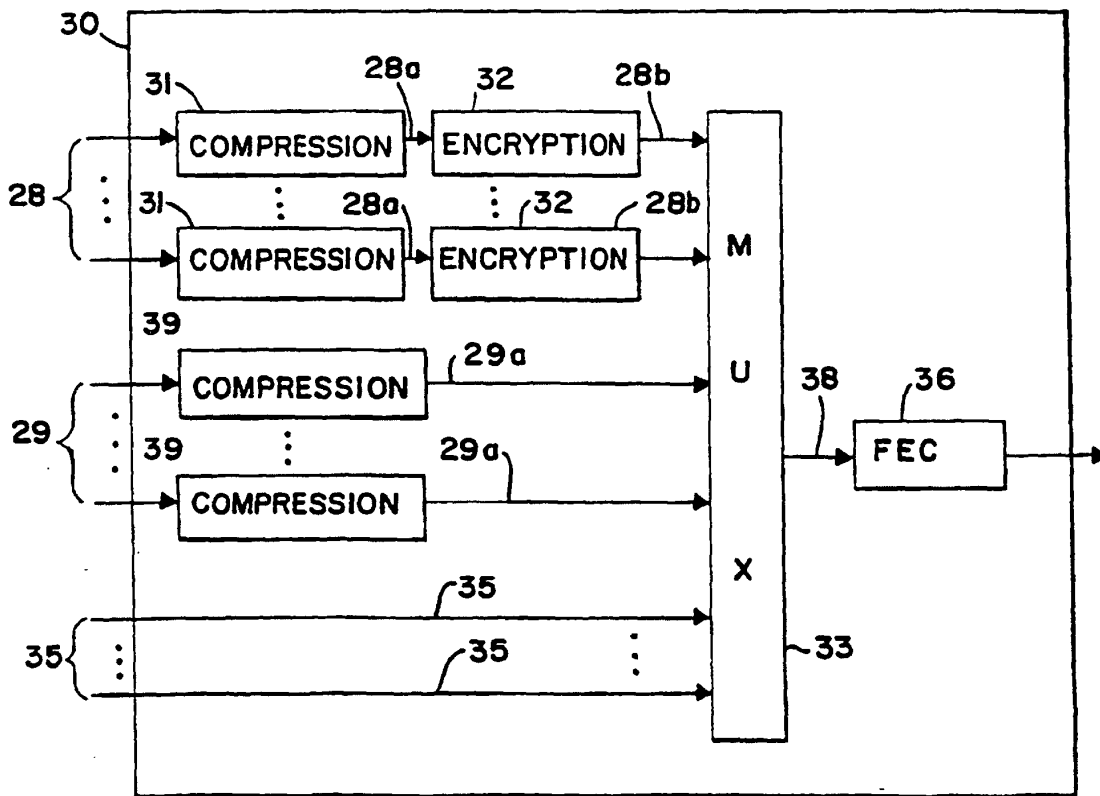 30
31 28a 32 28b
COMPRESSION ENCRYPTION
28
31 28a 32 28b
COMPRESSION ENCRYPTION
M
39
29a
COMPRESSION
U
38 36
29
39
29a
FEC
COMPRESSION
X
35
35
35
33